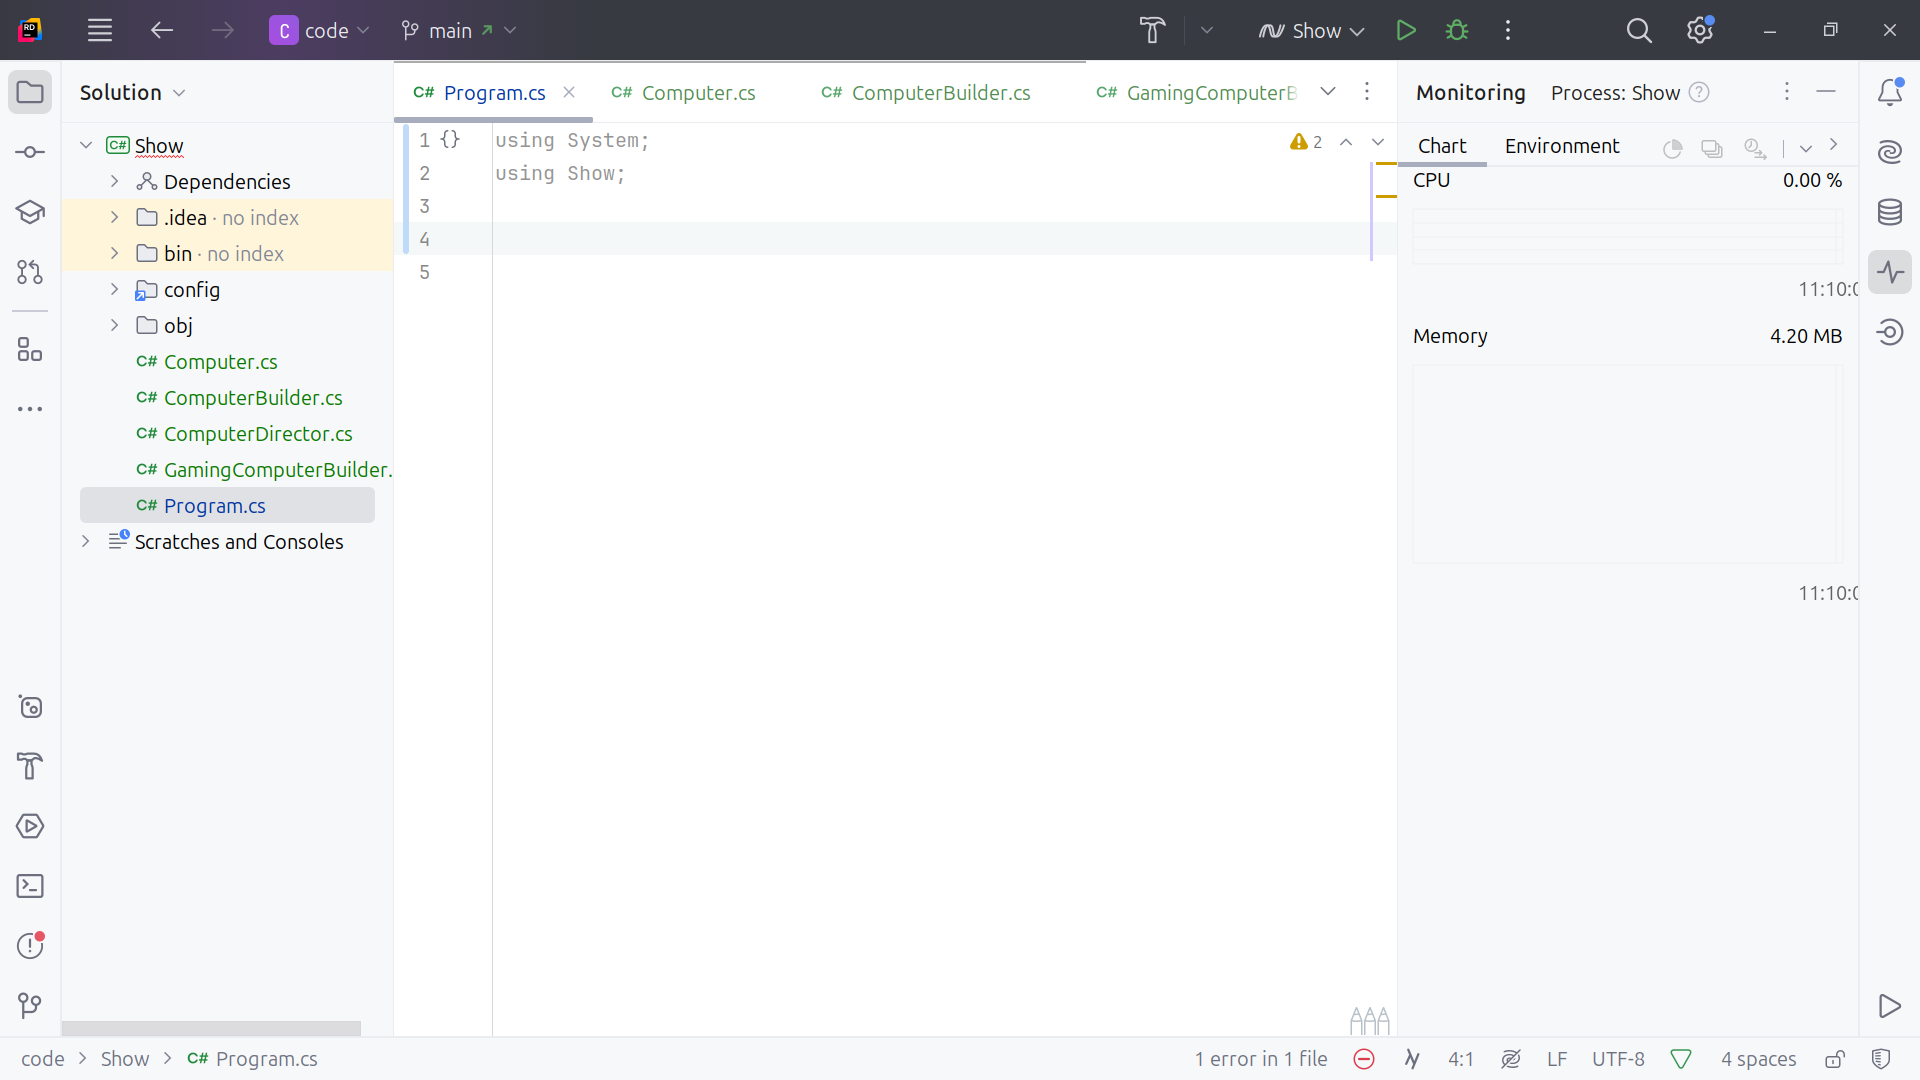 RD
C code main Show
Solution
C# Program.cs C# Computer.cs C# ComputerBuilder.cs C# GamingComputerB
Monitoring Process: Show ?
Chart Environment
C# Show
Dependencies
.idea · no index
bin · no index
config
obj
C# Computer.cs
C# ComputerBuilder.cs
C# ComputerDirector.cs
C# GamingComputerBuilder.
C# Program.cs
Scratches and Consoles
1 {} using System;
2 using Show;
3
4
5
2
CPU 0.00 %
11:10:0
Memory 4.20 MB
11:10:0
code > Show > C# Program.cs
1 error in 1 file 4:1 LF UTF-8 4 spaces